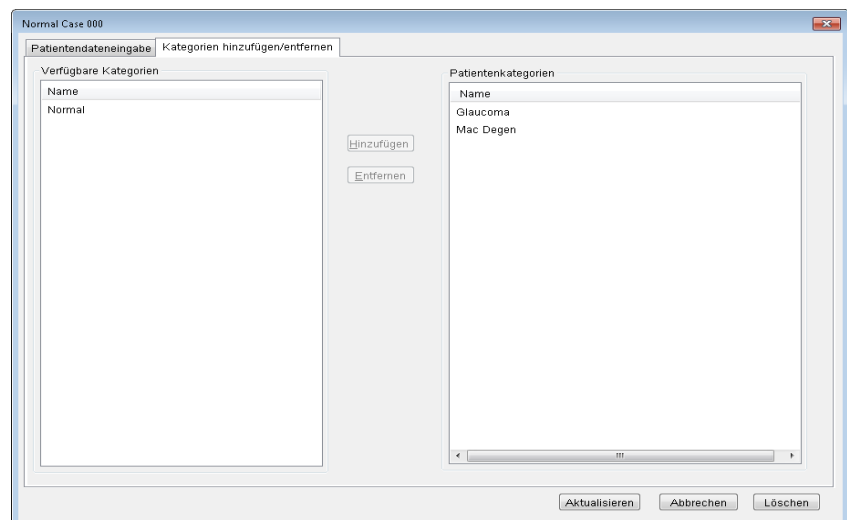 Normal Case 000
Patientendateneingabe
Kategorien hinzufügen/entfernen
Verfügbare Kategorien
Name
Normal
Hinzufügen
Entfernen
Patientenkategorien
Name
Glaucoma
Mac Degen
Aktualisieren
Abbrechen
Löschen